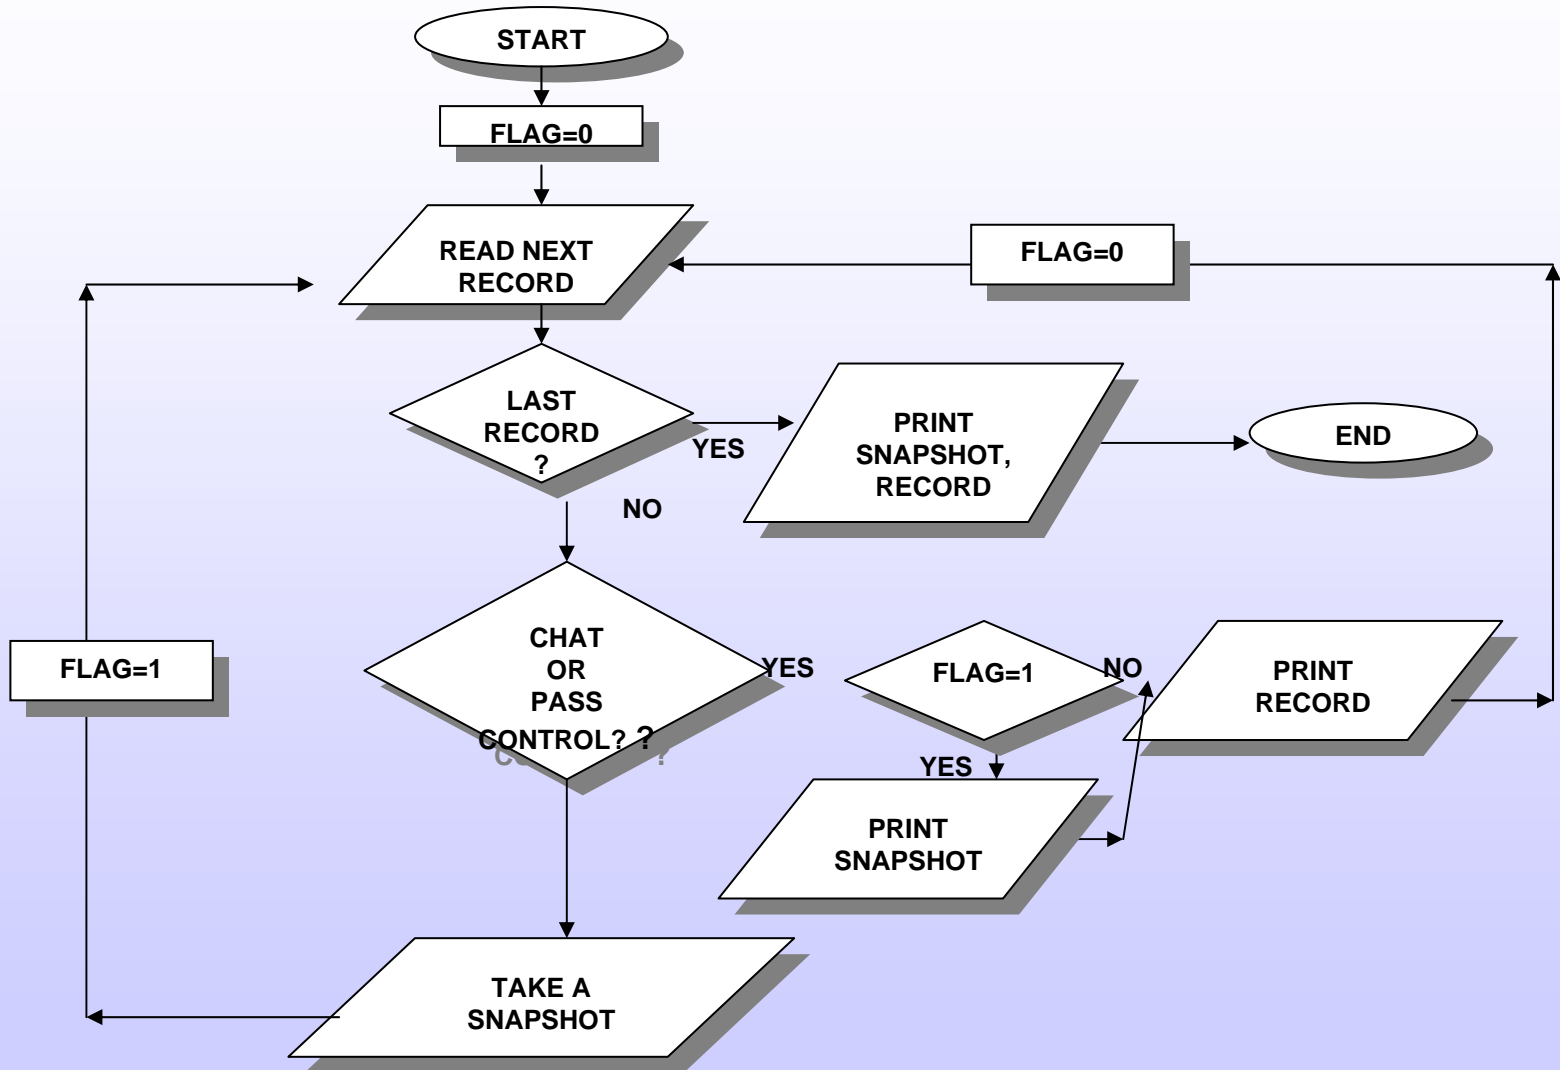 START
FLAG=0
READ NEXT
RECORD
FLAG=0
LAST
RECORD
?
YES
NO
PRINT
SNAPSHOT,
RECORD
END
CHAT
OR
PASS
CONTROL? ?
YES
FLAG=1
NO
PRINT
RECORD
FLAG=1
YES
PRINT
SNAPSHOT
TAKE A
SNAPSHOT